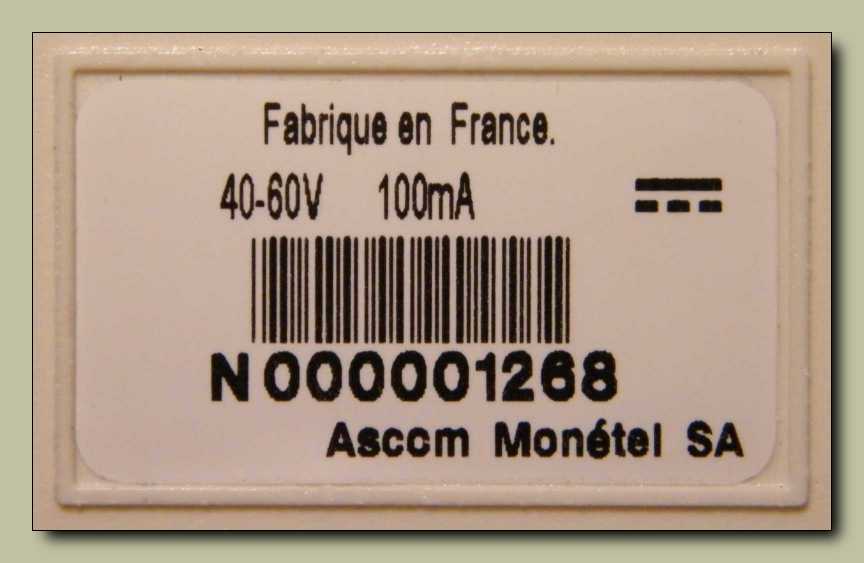 Fabrique en France.
40-60V 100mA
N000001268
Ascom Monétel SA